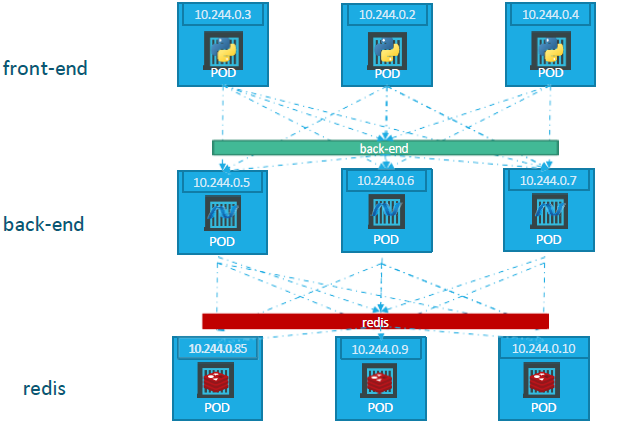 10.244.0.3
10.244.0.2
10.244.0.4
front-end
POD
POD
POD
back-end
10.244.0.5
10.244.0.6
10.244.0.7
back-end
POD
POD
POD
redis
10.244.0.85
10.244.0.9
10.244.0.10
redis
POD
POD
POD